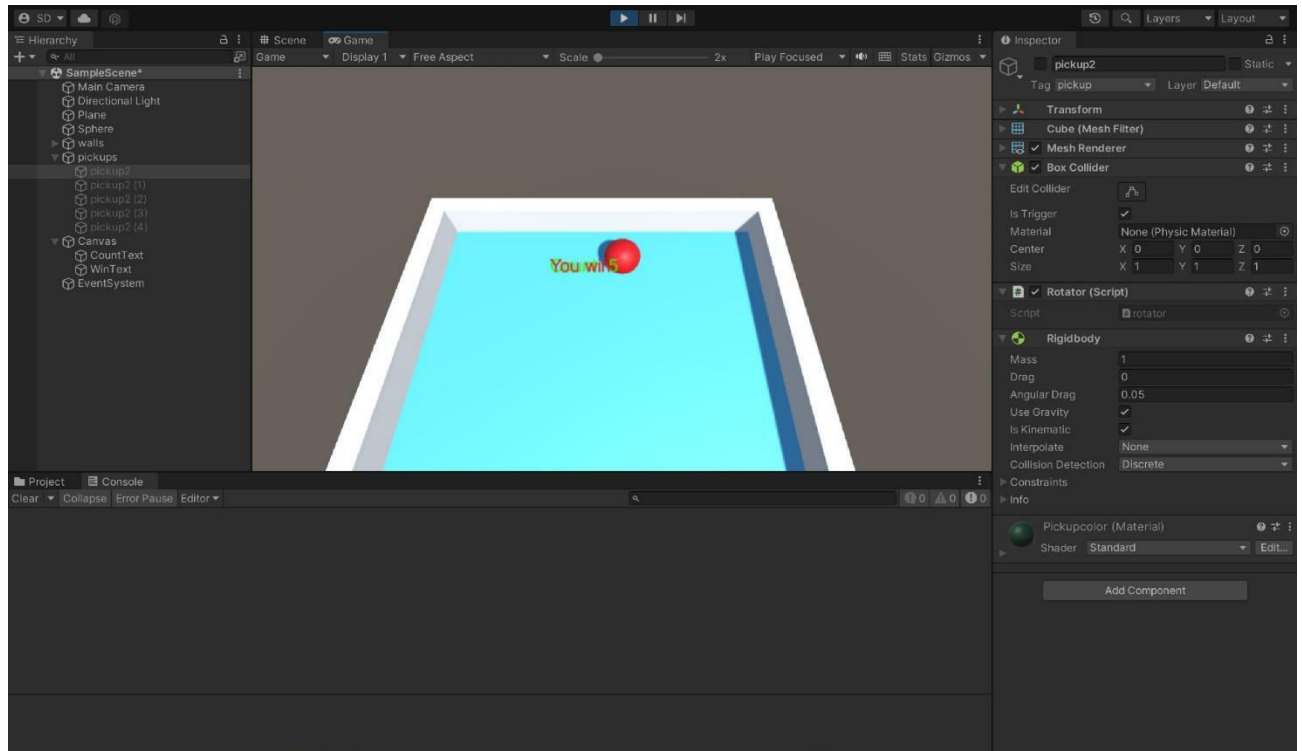 SD
Layers Layout
Hierarchy
All
SampleScene*
Main Camera
Directional Light
Plane
Sphere
walls
pickups
pickup2
pickup2 (1)
pickup2 (2)
pickup2 (3)
pickup2 (4)
Canvas
CountText
WinText
EventSystem
Scene Game
Game Display 1 Free Aspect Scale 2x Play Focused Stats Gizmos
You win
5
Project Console
Clear Collapse Error Pause Editor 0 0 0
Inspector
pickup2 Static
Tag pickup Layer Default
Transform
Cube (Mesh Filter)
Mesh Renderer
Box Collider
Edit Collider
Is Trigger
Material None (Physic Material)
Center X 0 Y 0 Z 0
Size X 1 Y 1 Z 1
# Rotator (Script)
Script rotator
Rigidbody
Mass 1
Drag 0
Angular Drag 0.05
Use Gravity
Is Kinematic
Interpolate None
Collision Detection Discrete
Constraints
Info
Pickupcolor (Material)
Shader Standard Edit...
Add Component